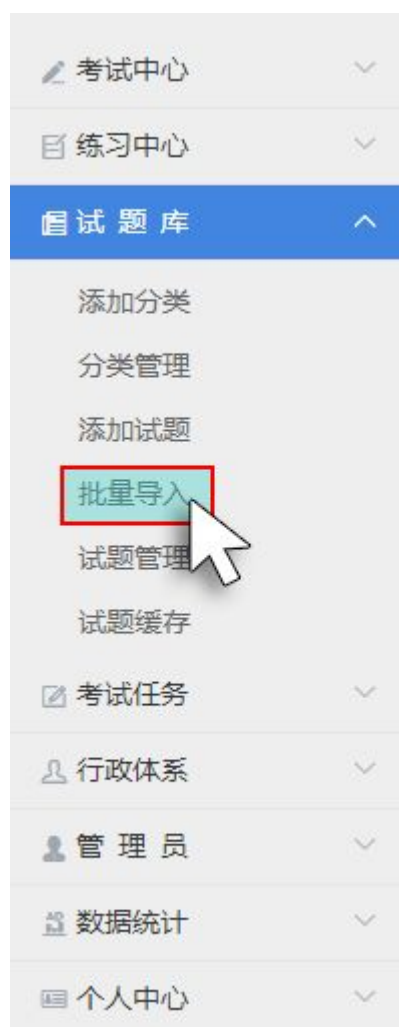 考试中心
练习中心
试 题 库
添加分类
分类管理
添加试题
批量导入
试题管理
试题缓存
考试任务
行政体系
管 理 员
数据统计
个人中心